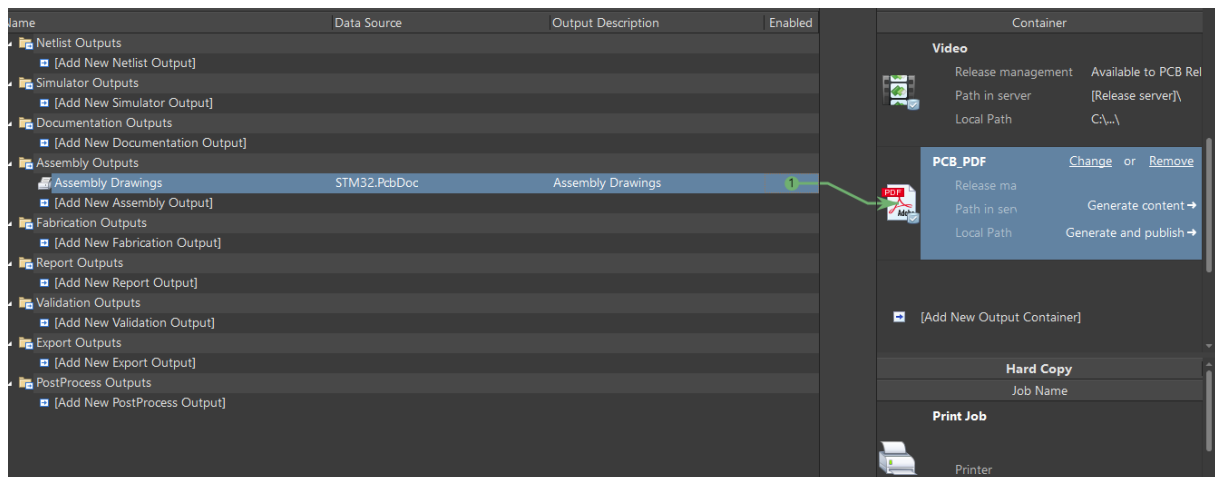 Name Data Source Output Description Enabled
Netlist Outputs
[Add New Netlist Output]
Simulator Outputs
[Add New Simulator Output]
Documentation Outputs
[Add New Documentation Output]
Assembly Outputs
Assembly Drawings STM32.PcbDoc Assembly Drawings 1
[Add New Assembly Output]
Fabrication Outputs
[Add New Fabrication Output]
Report Outputs
[Add New Report Output]
Validation Outputs
[Add New Validation Output]
Export Outputs
[Add New Export Output]
PostProcess Outputs
[Add New PostProcess Output]
Container
Video
Release management Available to PCB Rel
Path in server [Release server]\
Local Path C:\...\
PCB_PDF Change or Remove
PDF
Adobe
Release ma
Path in serv Generate content
Local Path Generate and publish
[Add New Output Container]
Hard Copy
Job Name
Print Job
Printer